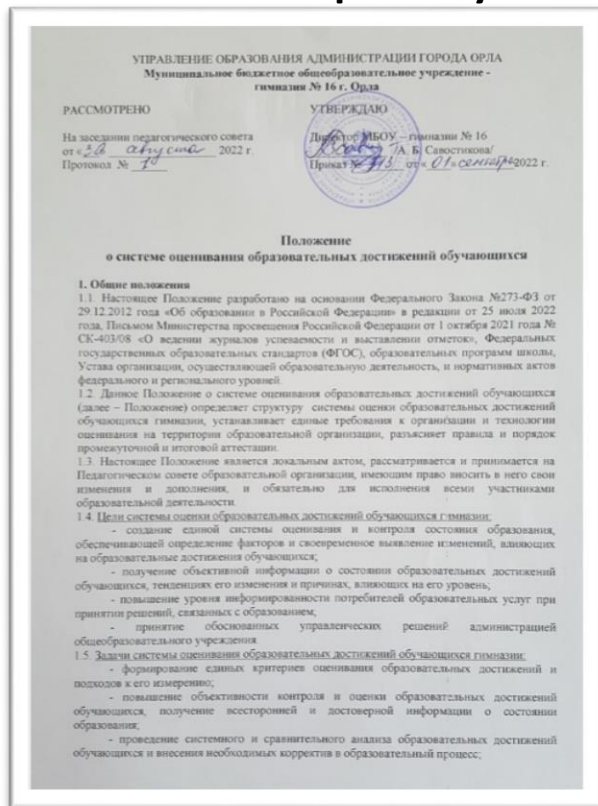 УПРАВЛЕНИЕ ОБРАЗОВАНИЯ АДМИНИСТРАЦИИ ГОРОДА ОРЛА
Муниципальное бюджетное общеобразовательное учреждение -
гимназия № 16 г. Орла
РАССМОТРЕНО
На заседании педагогического совета
от « августа 2022 г.
Протокол № 1
УТВЕРЖДАЮ
Директор МБОУ – гимназии № 16
/А. Б. Савостикова/
Приказ № от « 01 » сентября 2022 г.
Положение
о системе оценивания образовательных достижений обучающихся
1. Общие положения
1.1. Настоящее Положение разработано на основании Федерального Закона №273-ФЗ от
29.12.2012 года «Об образовании в Российской Федерации» в редакции от 25 июля 2022
года, Письмом Министерства просвещения Российской Федерации от 1 октября 2021 года №
СК-403/08 «О ведении журналов успеваемости и выставлении отметок», Федеральных
государственных образовательных стандартов (ФГОС), образовательных программ школы,
Устава организации, осуществляющей образовательную деятельность, и нормативных актов
федерального и регионального уровней.
1.2. Данное Положение о системе оценивания образовательных достижений обучающихся
(далее – Положение) определяет структуру системы оценки образовательных достижений
обучающихся гимназии, устанавливает единые требования к организации и технологии
оценивания на территории образовательной организации, разъясняет правила и порядок
промежуточной и итоговой аттестации.
1.3. Настоящее Положение является локальным актом, рассматривается и принимается на
Педагогическом совете образовательной организации, имеющим право вносить в него свои
изменения и дополнения, и обязательно для исполнения всеми участниками
образовательной деятельности.
1.4. Цели системы оценки образовательных достижений обучающихся гимназии:
- создание единой системы оценивания и контроля состояния образования,
обеспечивающей определение факторов и своевременное выявление изменений, влияющих
на образовательные достижения обучающихся;
- получение объективной информации о состоянии образовательных достижений
обучающихся, тенденциях его изменения и причинах, влияющих на его уровень;
- повышение уровня информированности потребителей образовательных услуг при
принятии решений, связанных с образованием;
- принятие обоснованных управленческих решений администрацией
общеобразовательного учреждения.
1.5. Задачи системы оценивания образовательных достижений обучающихся гимназии:
- формирование единых критериев оценивания образовательных достижений и
подходов к его измерению;
- повышение объективности контроля и оценки образовательных достижений
обучающихся, получение всесторонней и достоверной информации о состоянии
образования;
- проведение системного и сравнительного анализа образовательных достижений
обучающихся и внесения необходимых корректив в образовательный процесс;